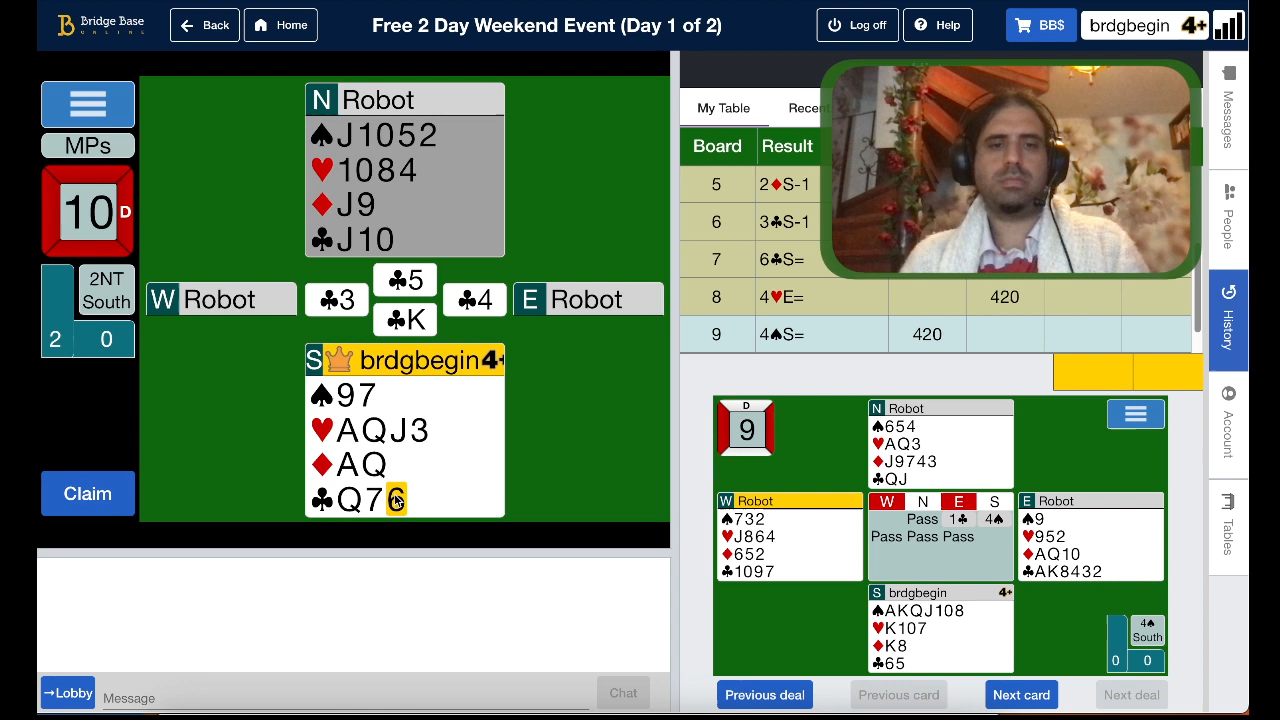 Bridge Base
ONLINE
Back
Home
Free 2 Day Weekend Event (Day 1 of 2)
Log off
Help
BB$
brdgbegin 4+
MPs
10 D
2NT
South
2 0
Claim
N Robot
♠J1052
♥1084
♦J9
♣J10
♣5
W Robot
♣3
♣4
E Robot
♣K
S brdgbegin 4+
♠97
♥AQJ3
♦AQ
♣Q76
→Lobby
Message
Chat
My Table
Recen
Board Result
5 2♦S-1
6 3♣S-1
7 6♣S=
8 4♥E= 420
9 4♠S= 420
D
9
N Robot
♠654
♥AQ3
♦J9743
♣QJ
W Robot
♠732
♥J864
♦652
♣1097
W N E S
Pass 1♣ 4♠
Pass Pass Pass
E Robot
♠9
♥952
♦AQ10
♣AK8432
S brdgbegin 4+
♠AKQJ108
♥K107
♦K8
♣65
4♠
South
0 0
Previous deal
Previous card
Next card
Next deal
Messages
People
History
Account
Tables